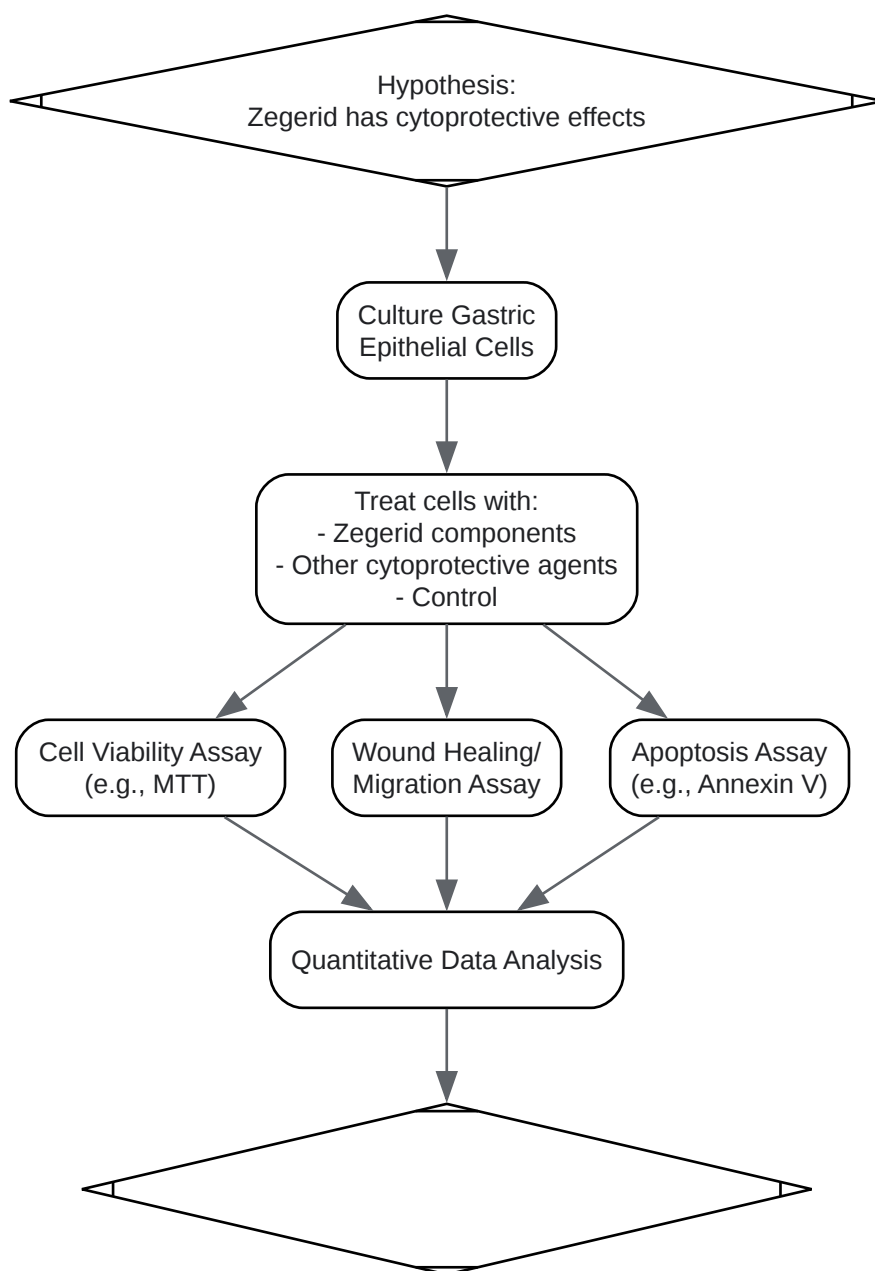 Hypothesis:
Zegerid has cytoprotective effects
Culture Gastric
Epithelial Cells
Treat cells with:
- Zegerid components
- Other cytoprotective agents
- Control
Cell Viability Assay
(e.g., MTT)
Wound Healing/
Migration Assay
Apoptosis Assay
(e.g., Annexin V)
Quantitative Data Analysis